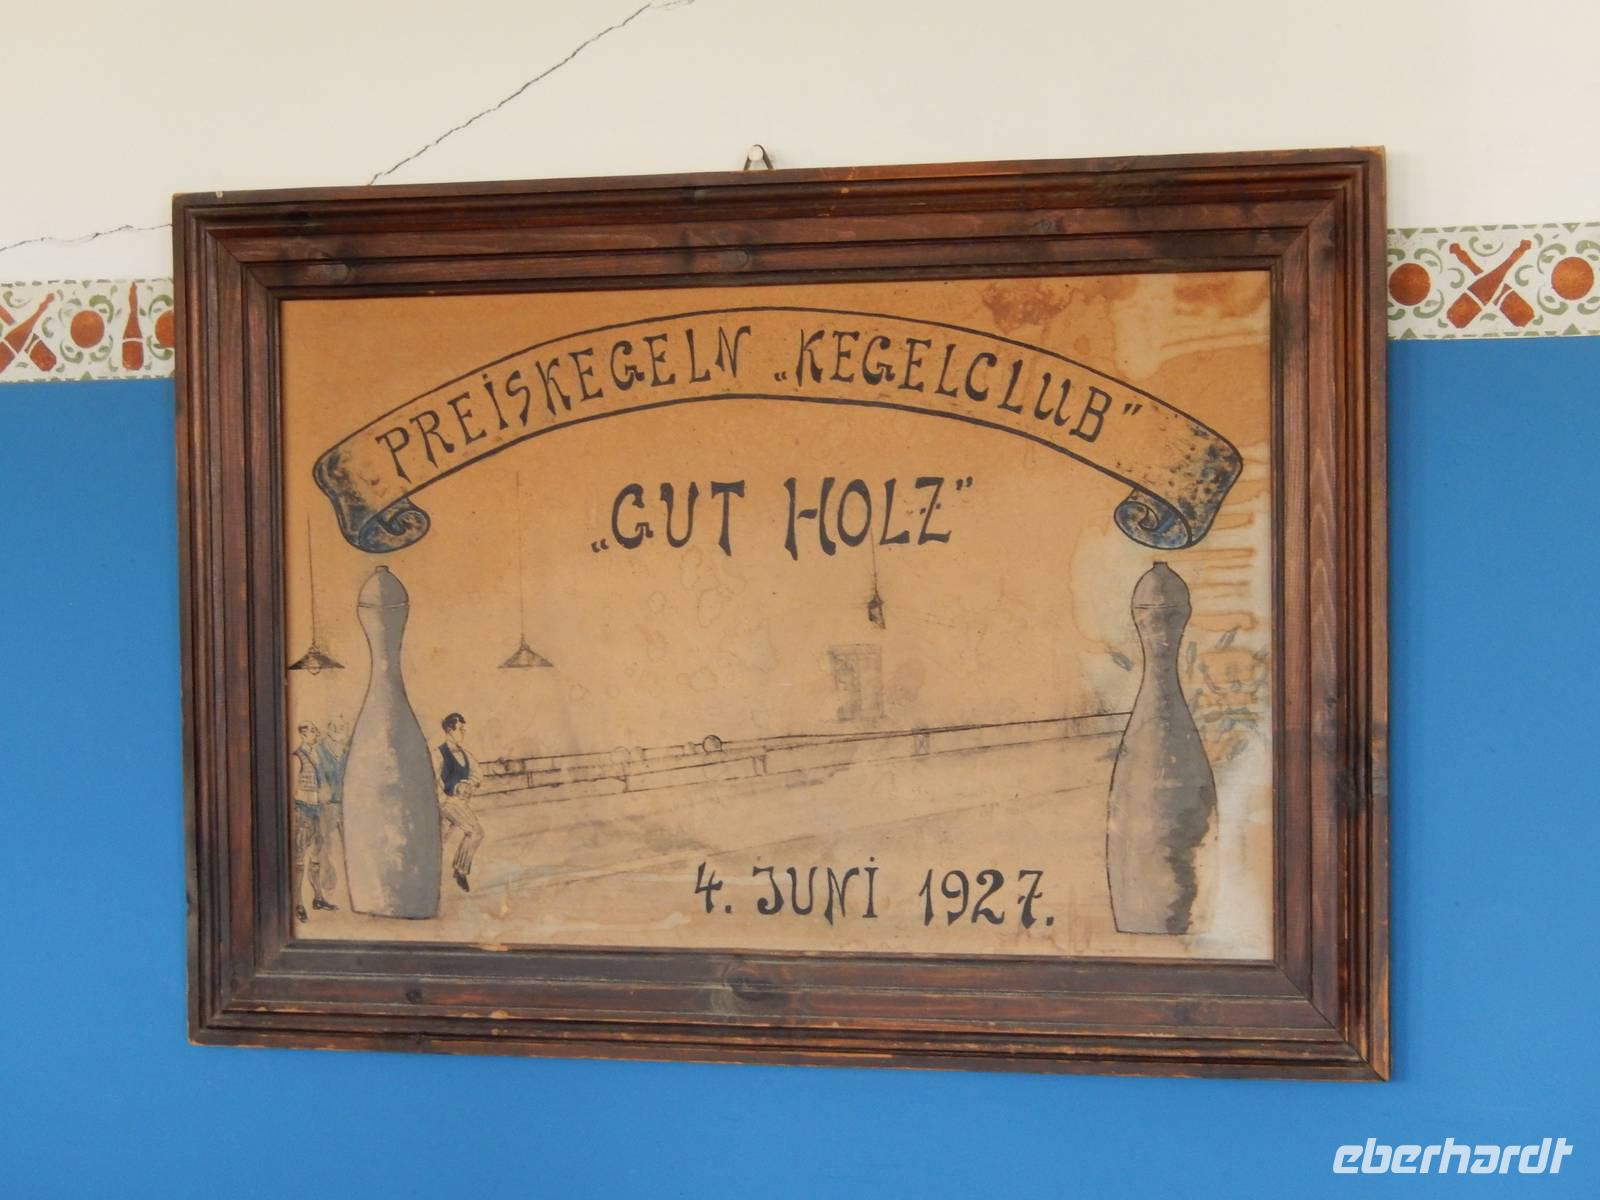 PREISKEGELN „KEGELCLUB”
„GUT HOLZ”
4. JUNI 1927.
eberhardt